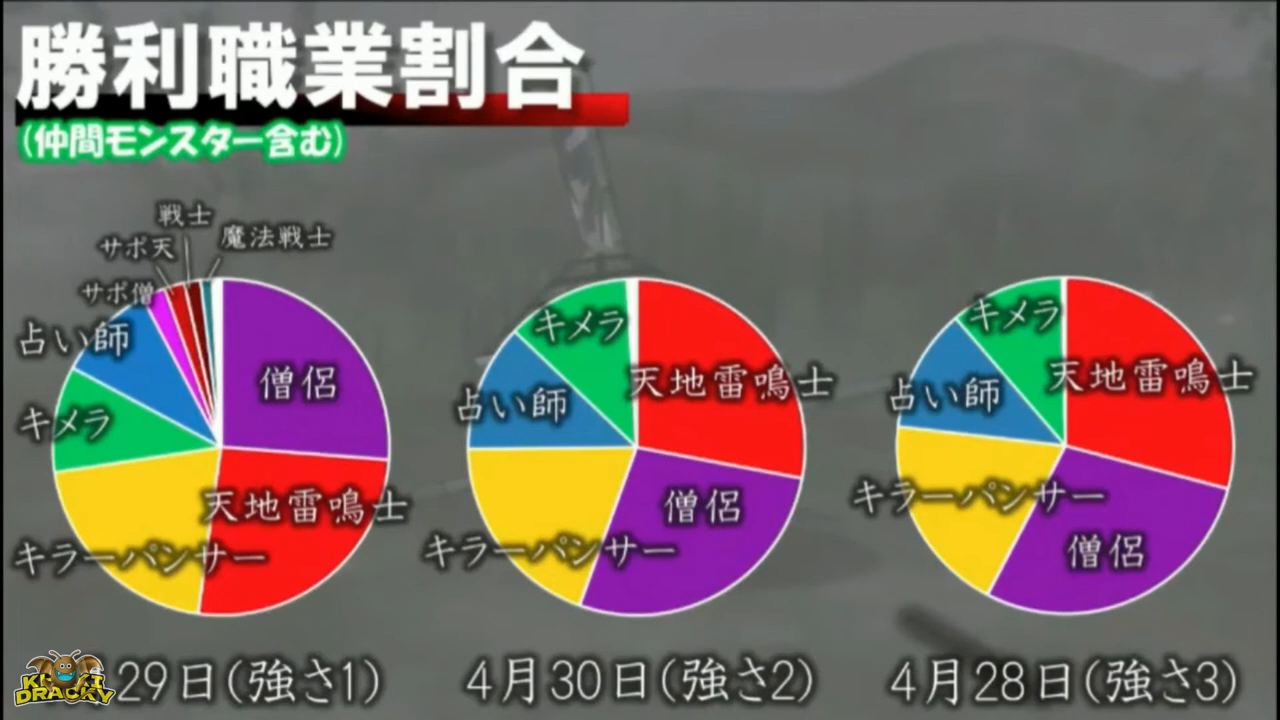 勝利職業割合
(仲間モンスター含む)
戦士
サポ天
魔法戦士
サポ僧
占い師
キメラ
僧侶
天地雷鳴士
キラーパンサー
月29日(強さ1)
キメラ
天地雷鳴士
占い師
僧侶
キラーパンサー
4月30日(強さ2)
キメラ
天地雷鳴士
占い師
キラーパンサー
僧侶
4月28日(強さ3)
DRACKY